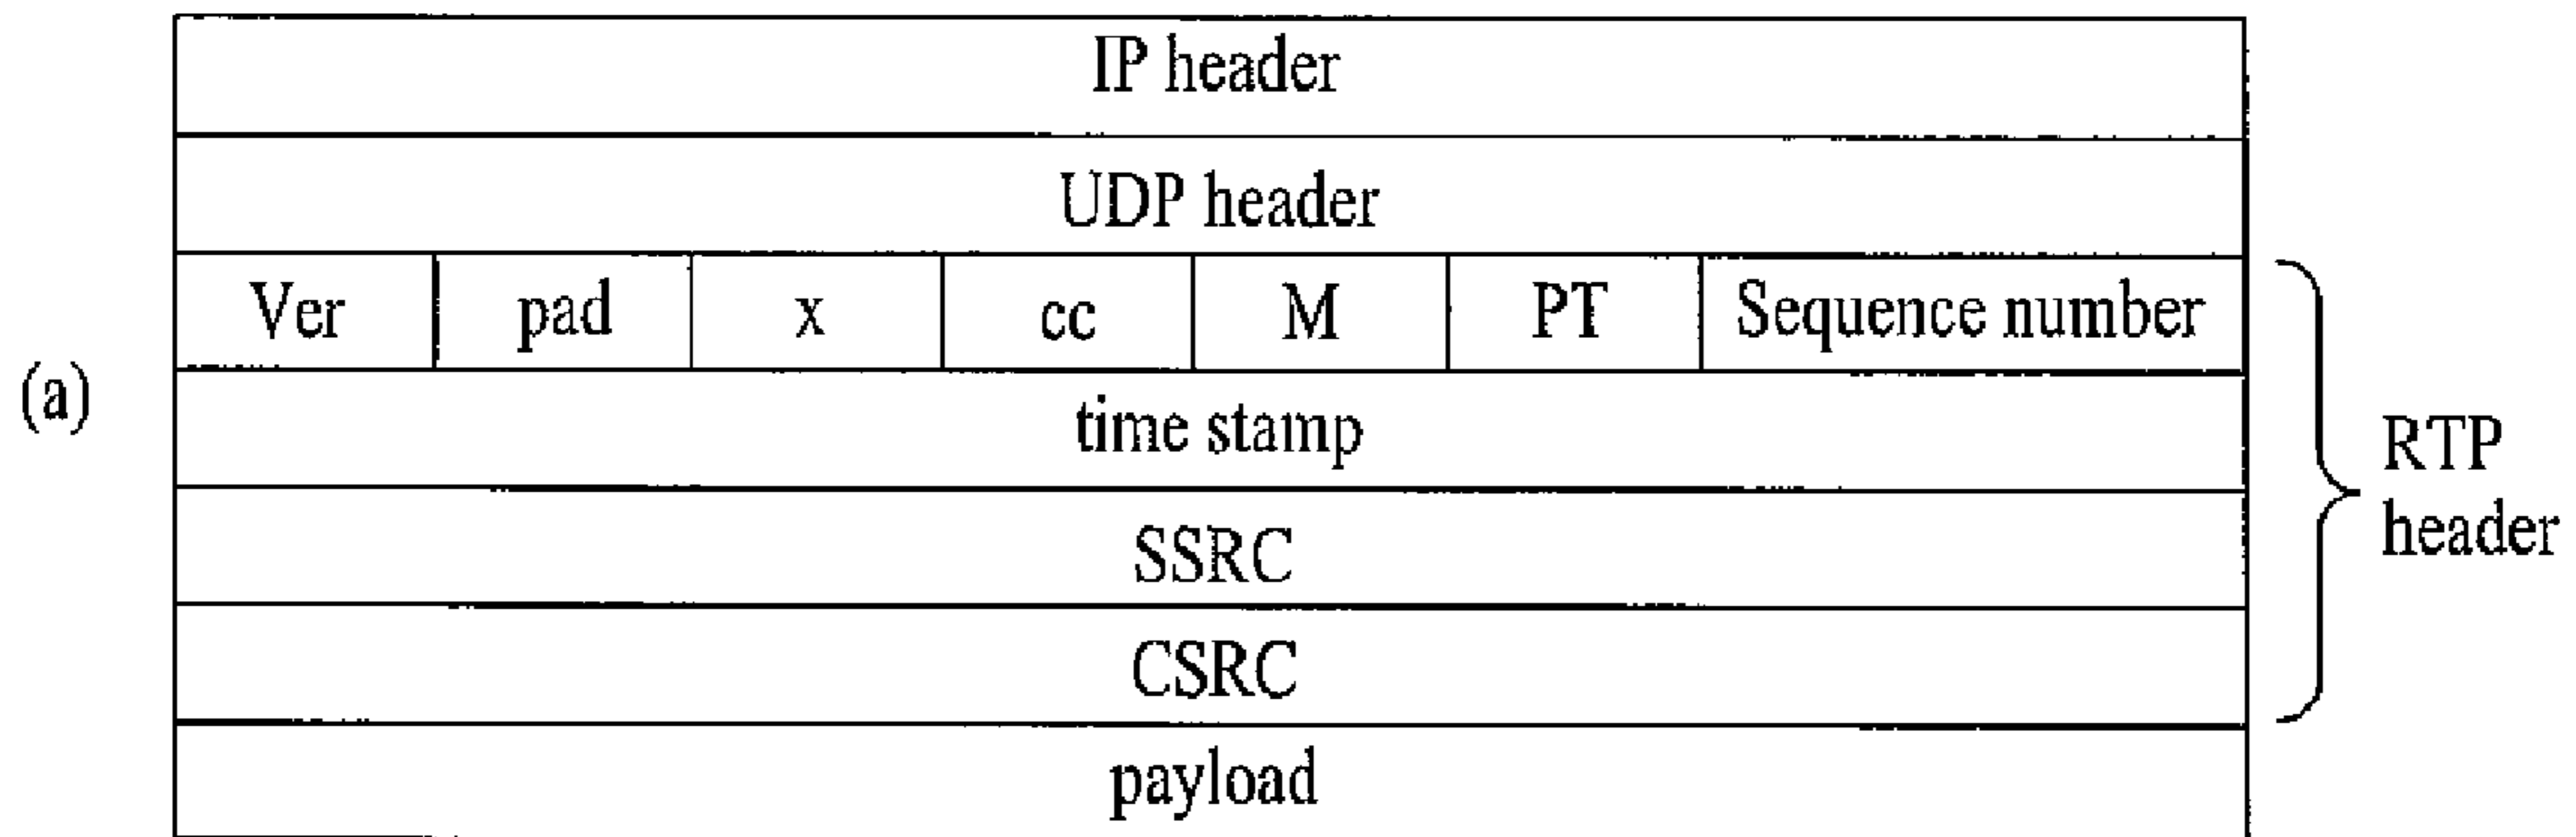 IP header
UDP header
Ver pad x cc M PT Sequence number
(a)
time stamp
RTP
header
SSRC
CSRC
payload